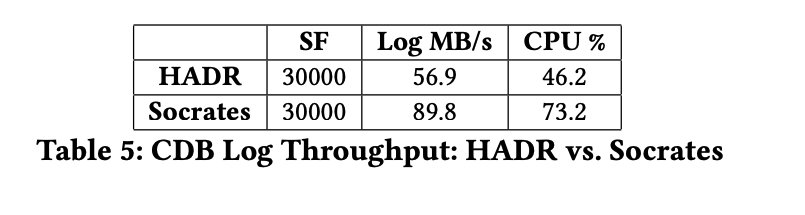 SF Log MB/s CPU %
HADR 30000 56.9 46.2
Socrates 30000 89.8 73.2
Table 5: CDB Log Throughput: HADR vs. Socrates